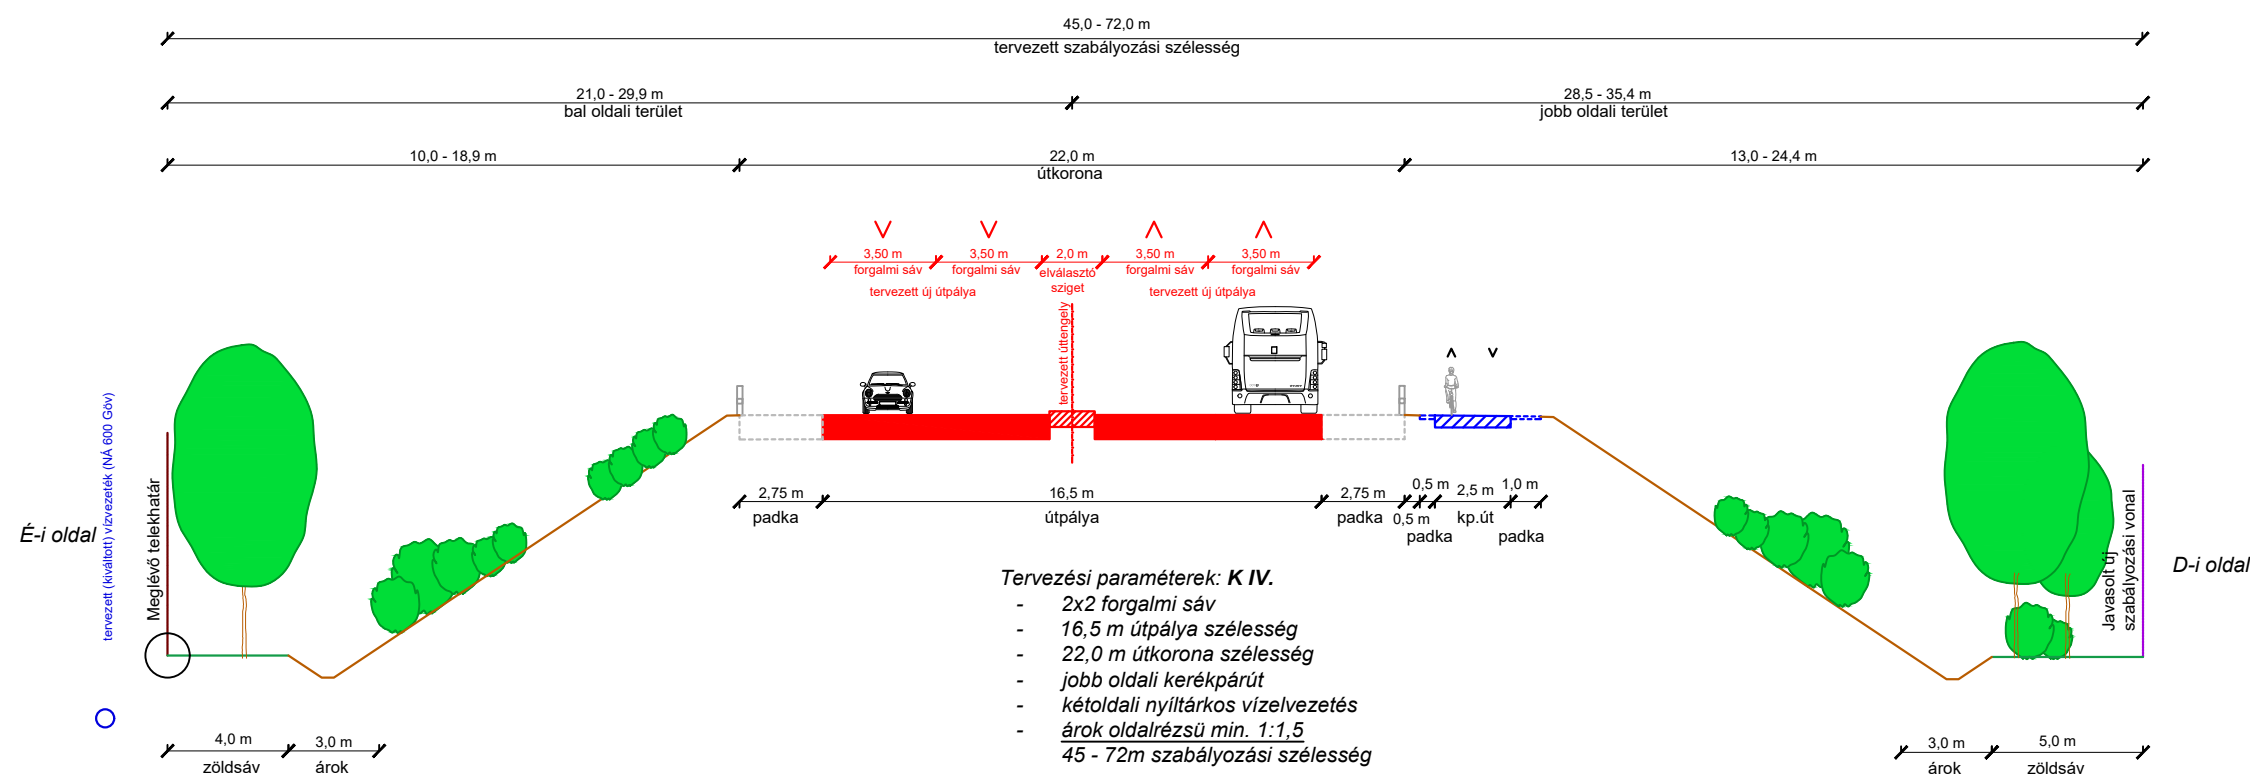 45,0 - 72,0 m
tervezett szabályozási szélesség
21,0 - 29,9 m
bal oldali terület
28,5 - 35,4 m
jobb oldali terület
10,0 - 18,9 m
22,0 m
útkorona
13,0 - 24,4 m
3,50 m
forgalmi sáv
3,50 m
forgalmi sáv
2,0 m
elválasztó
sziget
3,50 m
forgalmi sáv
3,50 m
forgalmi sáv
tervezett új útpálya
tervezett új útpálya
tervezett úttengely
É-i oldal
tervezett (kiváltott) vízvezeték (NÁ 600 Göv)
Meglévő telekhatár
2,75 m
padka
16,5 m
útpálya
2,75 m
padka
0,5 m
0,5 m
padka
2,5 m
kp.út
1,0 m
padka
Javasolt új
szabályozási vonal
D-i oldal
Tervezési paraméterek: K IV.
- 2x2 forgalmi sáv
- 16,5 m útpálya szélesség
- 22,0 m útkorona szélesség
- jobb oldali kerékpárút
- kétoldali nyíltárkos vízelvezetés
- árok oldalrézsü min. 1:1,5
45 - 72m szabályozási szélesség
4,0 m
zöldsáv
3,0 m
árok
3,0 m
árok
5,0 m
zöldsáv